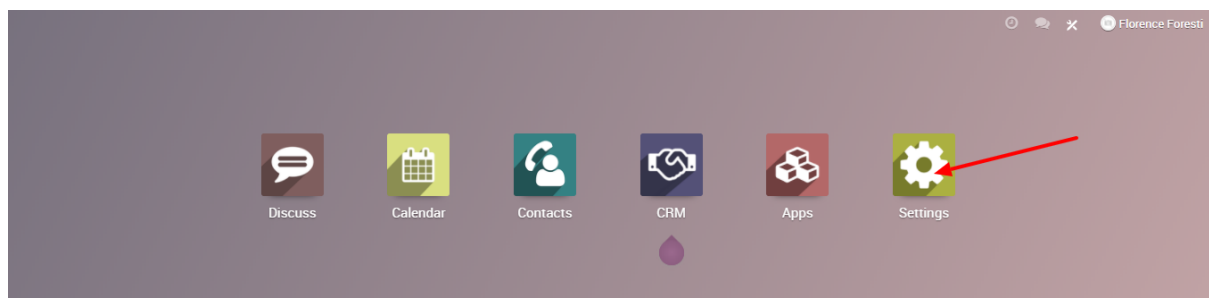 Florence Foresti
Discuss
Calendar
Contacts
CRM
Apps
Settings